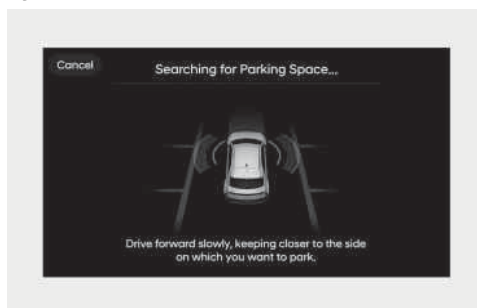 Cancel
Searching for Parking Space...
Drive forward slowly, keeping closer to the side
on which you want to park.